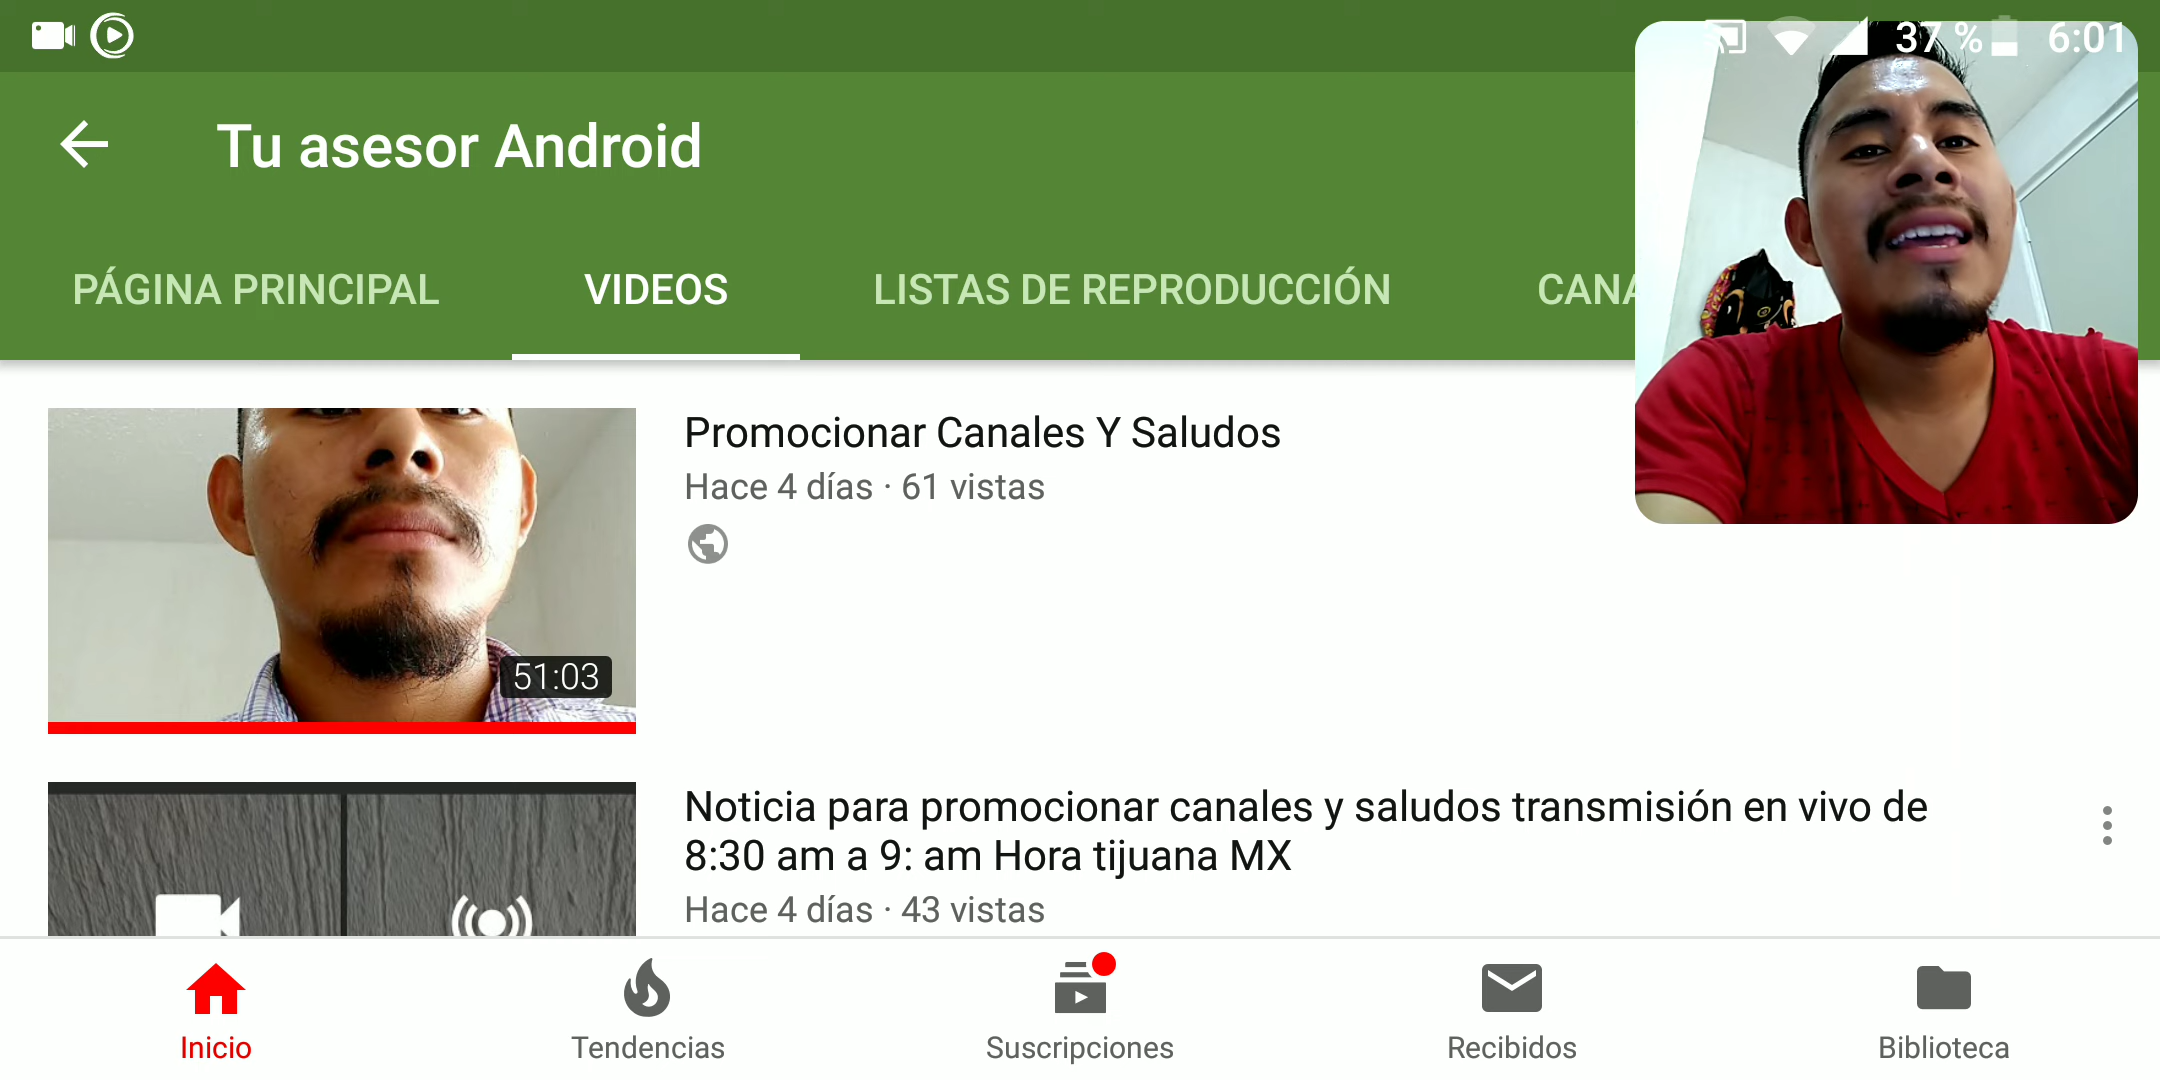 37 %
6:01
Tu asesor Android
PÁGINA PRINCIPAL
VIDEOS
LISTAS DE REPRODUCCIÓN
CANA
Promocionar Canales Y Saludos
Hace 4 días · 61 vistas
51:03
Noticia para promocionar canales y saludos transmisión en vivo de
8:30 am a 9: am Hora tijuana MX
Hace 4 días · 43 vistas
Inicio
Tendencias
Suscripciones
Recibidos
Biblioteca